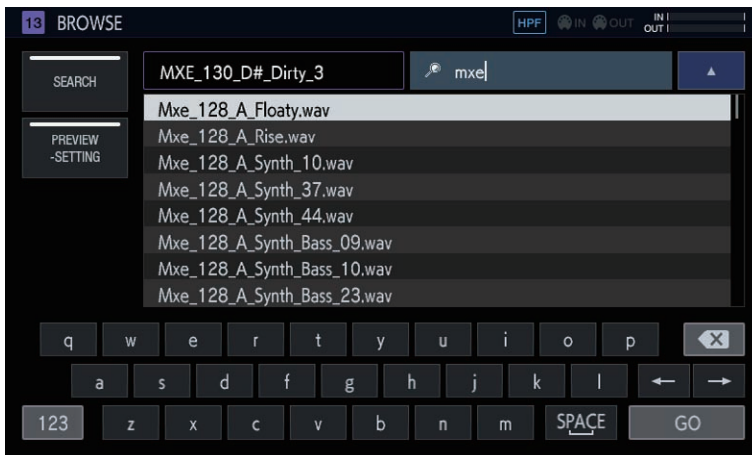 13 BROWSE HPF IN OUT IN OUT
SEARCH
MXE_130_D#_Dirty_3
mxe
PREVIEW
-SETTING
Mxe_128_A_Floaty.wav
Mxe_128_A_Rise.wav
Mxe_128_A_Synth_10.wav
Mxe_128_A_Synth_37.wav
Mxe_128_A_Synth_44.wav
Mxe_128_A_Synth_Bass_09.wav
Mxe_128_A_Synth_Bass_10.wav
Mxe_128_A_Synth_Bass_23.wav
q w e r t y u i o p
a s d f g h j k l
123 z x c v b n m SPACE GO